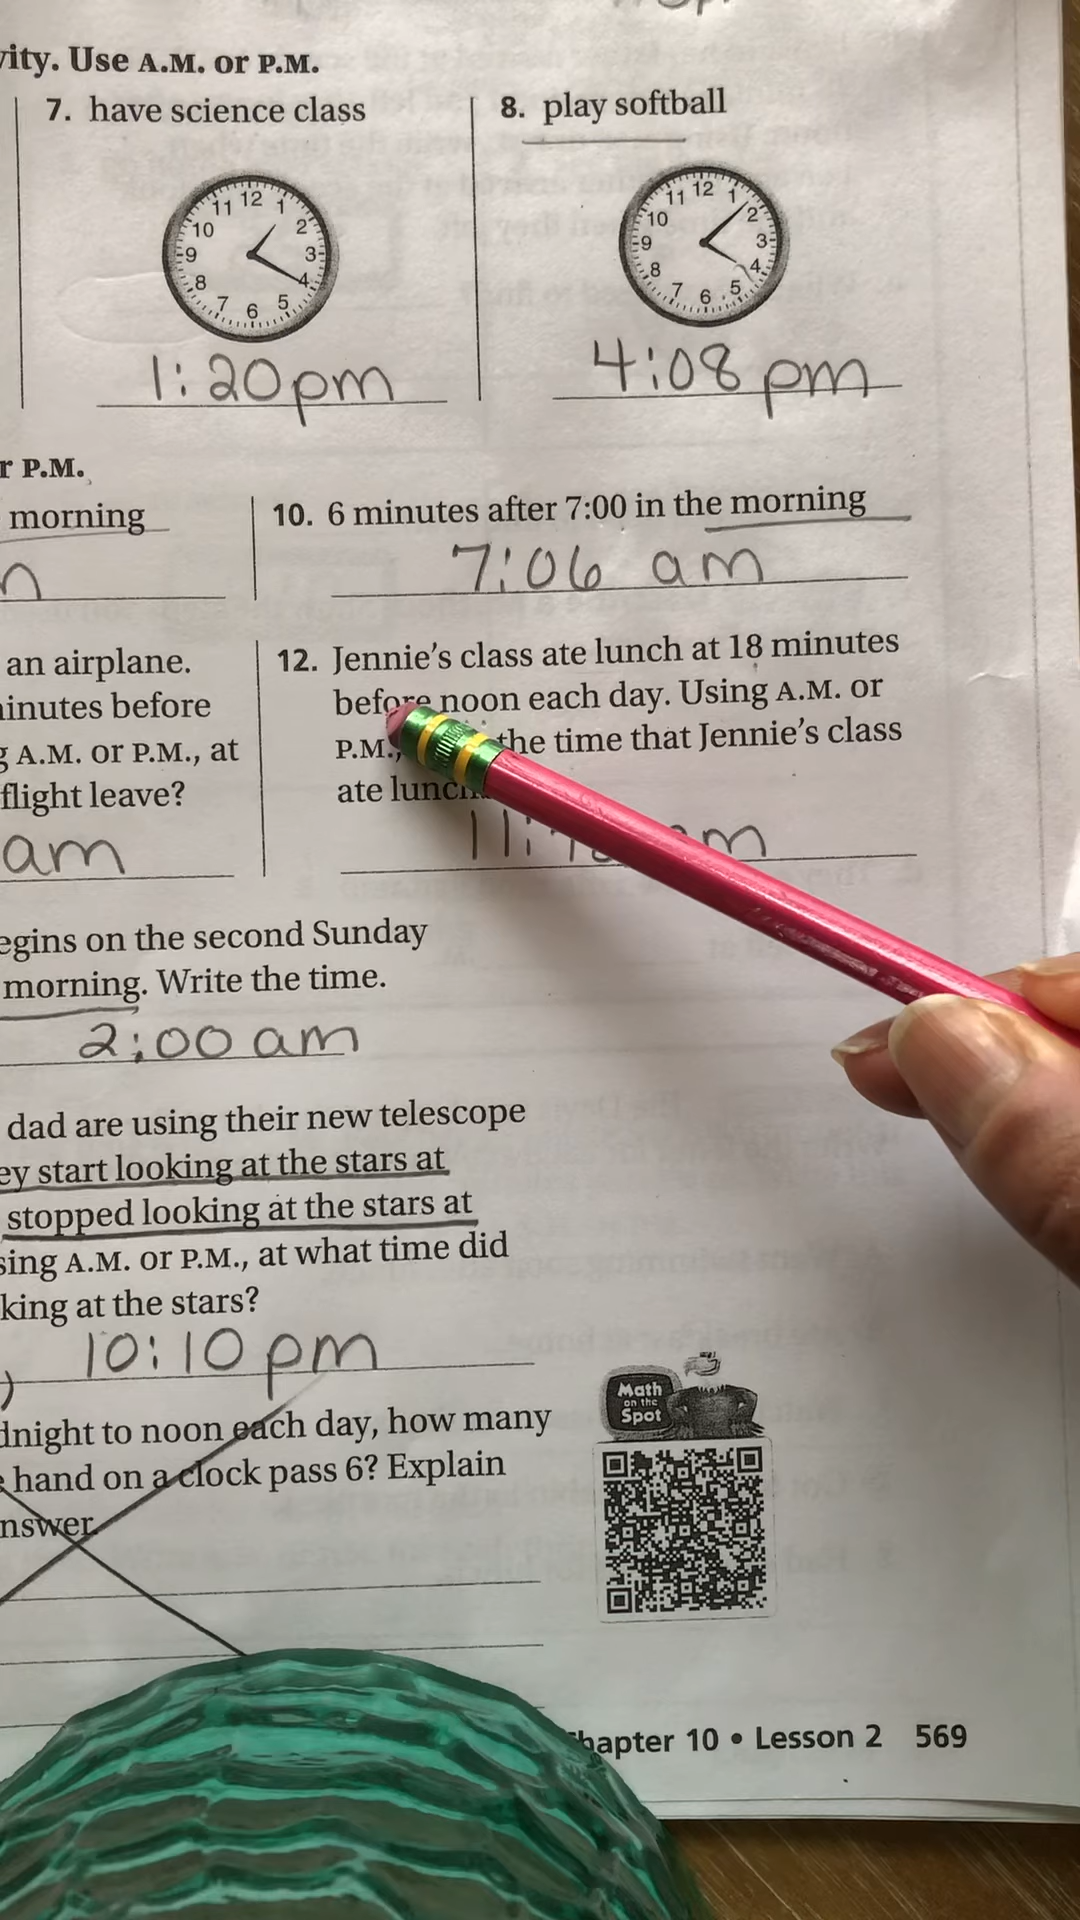 vity. Use A.M. or P.M.
7. have science class
8. play softball
12 1 2 3 4 5 6 7 8 9 10 11
12 1 2 3 4 5 6 7 8 9 10 11
1:20 pm
4:08 pm
r P.M.
morning
10. 6 minutes after 7:00 in the morning
7:06 am
an airplane.
inutes before
g A.M. or P.M., at
flight leave?
am
12. Jennie's class ate lunch at 18 minutes
before noon each day. Using A.M. or
P.M., the time that Jennie's class
ate lunch
11: m
egins on the second Sunday
morning. Write the time.
2:00 am
dad are using their new telescope
ey start looking at the stars at
stopped looking at the stars at
sing A.M. or P.M., at what time did
king at the stars?
10:10 pm
dnight to noon each day, how many
hand on a clock pass 6? Explain
nswer.
Math
on the
Spot
hapter 10 • Lesson 2 569